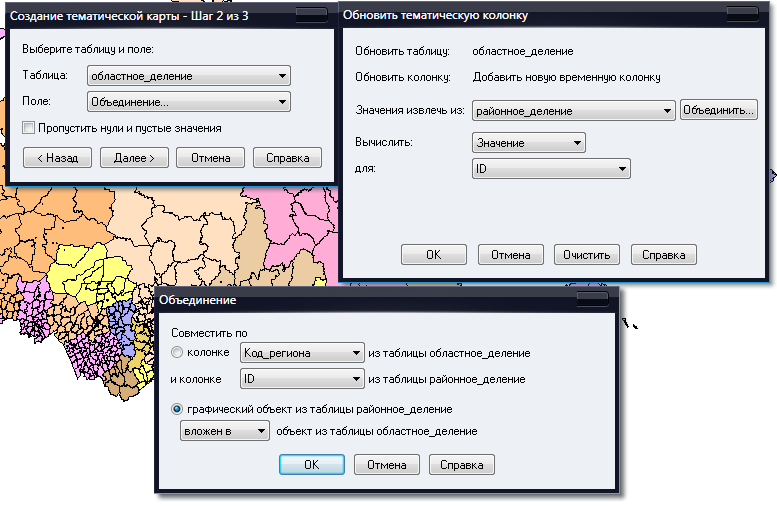 Создание тематической карты - Шаг 2 из 3
Выберите таблицу и поле:
Таблица: областное_деление
Поле: Объединение...
Пропустить нули и пустые значения
< Назад Далее > Отмена Справка
Обновить тематическую колонку
Обновить таблицу: областное_деление
Обновить колонку: Добавить новую временную колонку
Значения извлечь из: районное_деление Объединить...
Вычислить: Значение
для: ID
OK Отмена Очистить Справка
Объединение
Совместить по
колонке Код_региона из таблицы областное_деление
и колонке ID из таблицы районное_деление
графический объект из таблицы районное_деление
вложен в объект из таблицы областное_деление
OK Отмена Справка